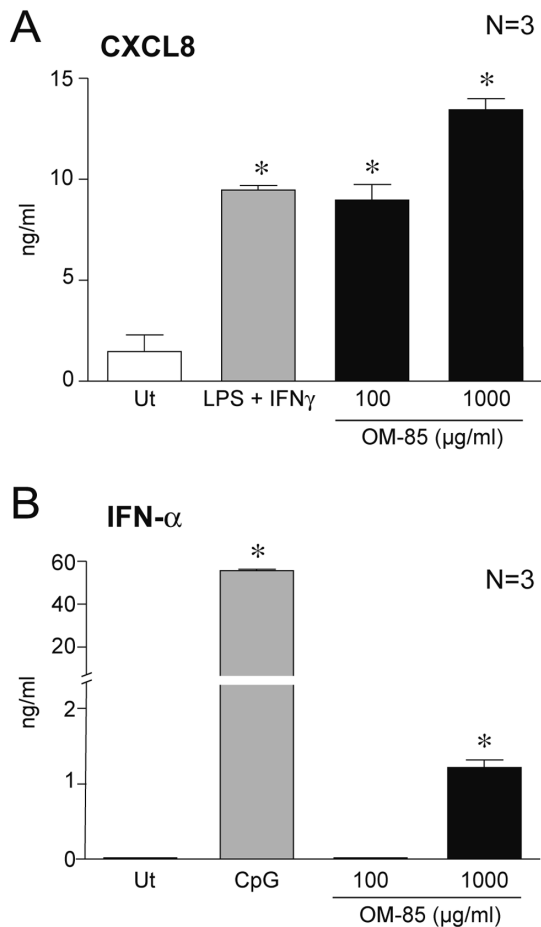 A
CXCL8
N=3
15
10
5
0
ng/ml
*
*
*
Ut
LPS + IFNγ
100
1000
OM-85 (μg/ml)
B
IFN-α
N=3
60
40
20
2
1
0
ng/ml
*
*
Ut
CpG
100
1000
OM-85 (μg/ml)